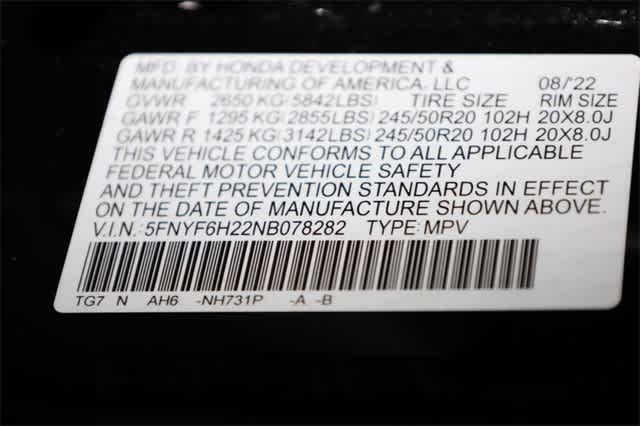 MFD. BY HONDA DEVELOPMENT &
MANUFACTURING OF AMERICA, LLC 08/'22
GVWR 2650 KG(5842LBS) TIRE SIZE RIM SIZE
GAWR F 1295 KG(2855LBS) 245/50R20 102H 20X8.0J
GAWR R 1425 KG(3142LBS) 245/50R20 102H 20X8.0J
THIS VEHICLE CONFORMS TO ALL APPLICABLE
FEDERAL MOTOR VEHICLE SAFETY
AND THEFT PREVENTION STANDARDS IN EFFECT
ON THE DATE OF MANUFACTURE SHOWN ABOVE.
V.I.N.: 5FNYF6H22NB078282 TYPE: MPV
TG7 N AH6 -NH731P -A -B